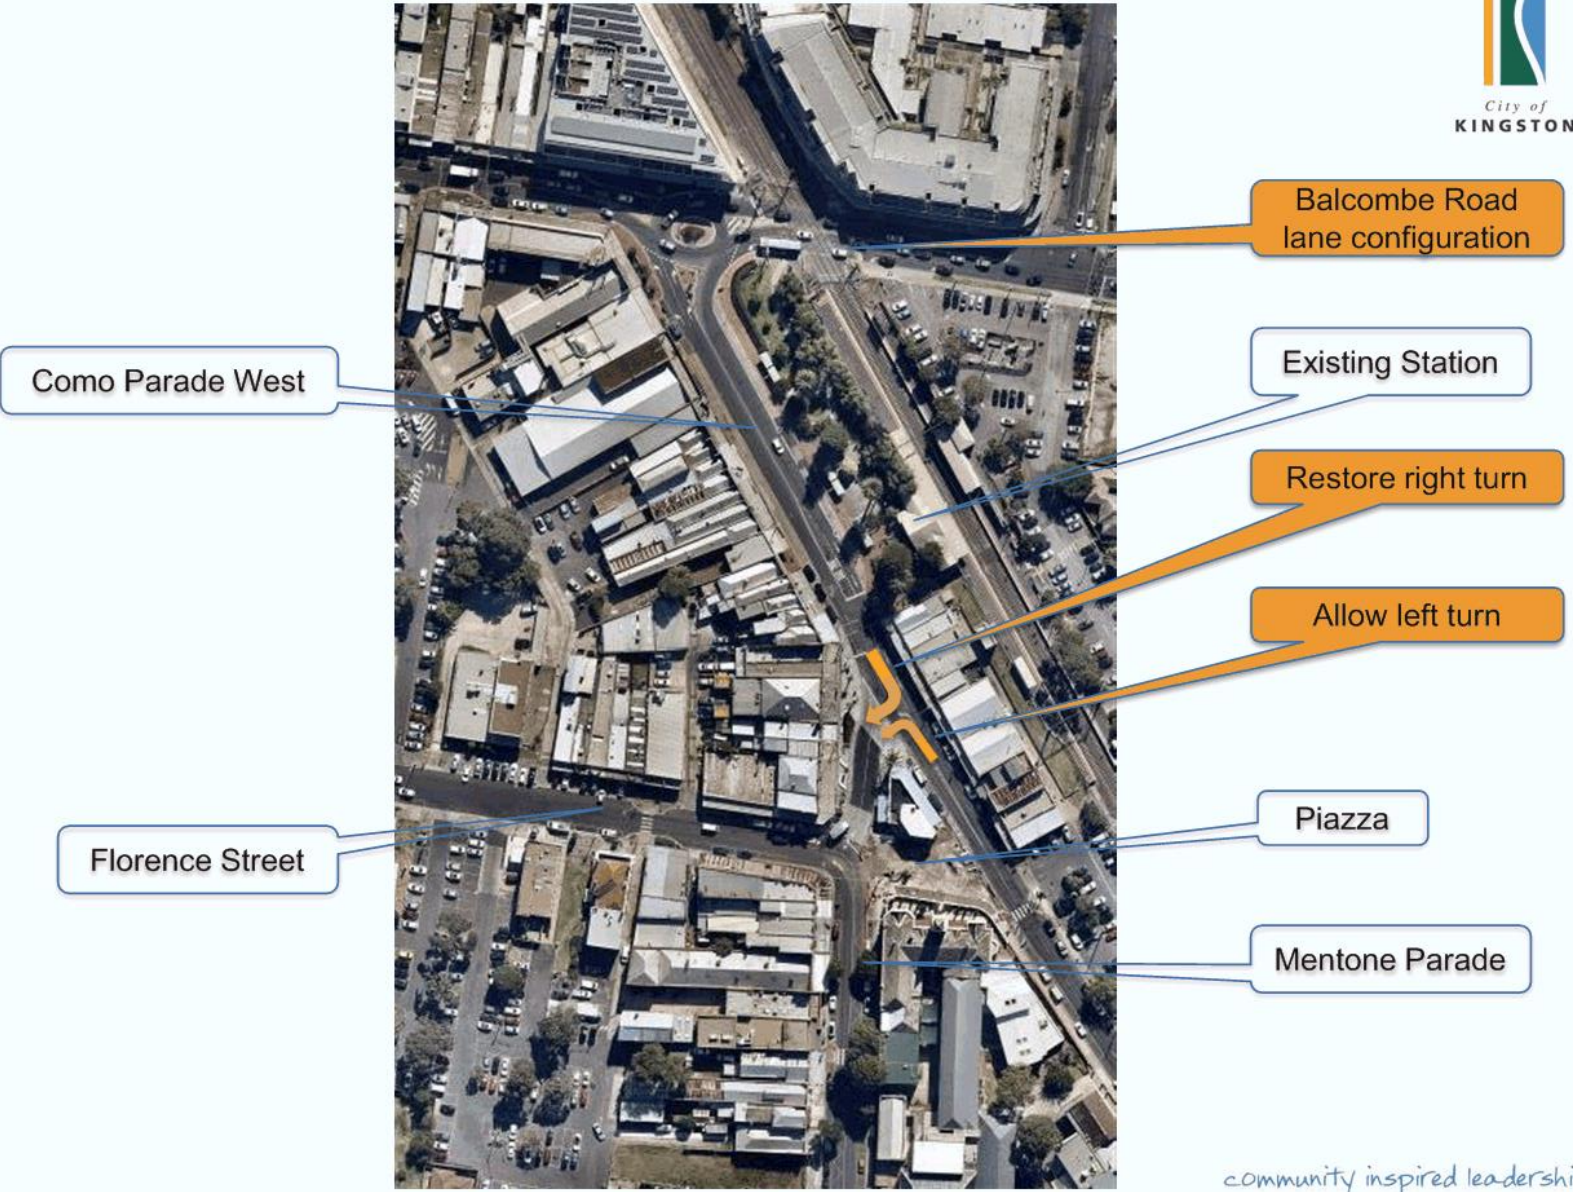 City of
KINGSTON
Balcombe Road
lane configuration
Existing Station
Como Parade West
Restore right turn
Allow left turn
Piazza
Florence Street
Mentone Parade
community inspired leadershi